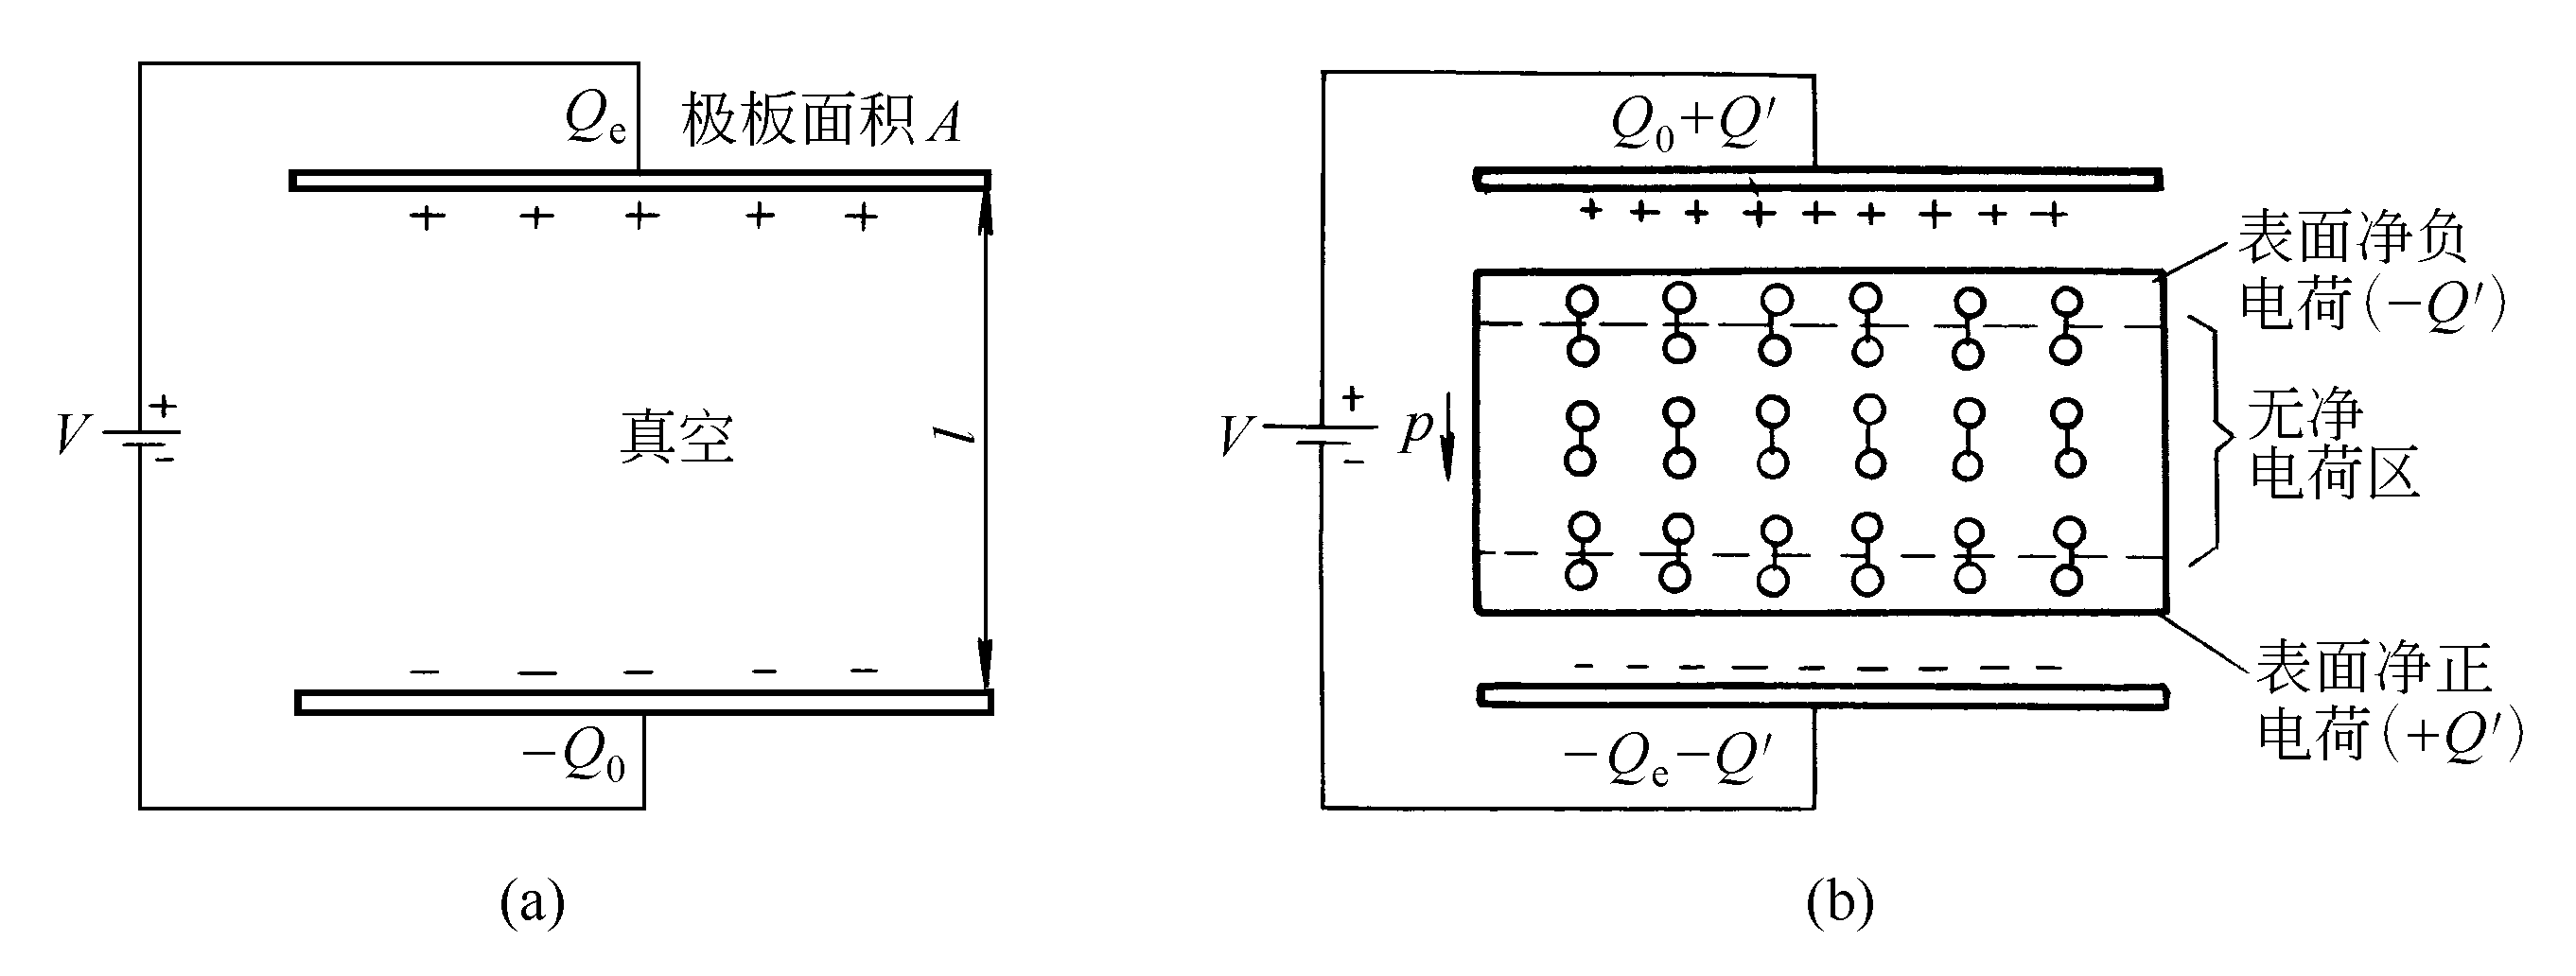 Qe
极板面积A
+ + + + +
V
+
-
真空
l
- - - - -
-Q0
(a)
Q0+Q'
+ + + + + + + + +
表面净负
电荷(-Q')
V
+
-
p
无净
电荷区
- - - - - - - - -
-Qe-Q'
表面净正
电荷(+Q')
(b)